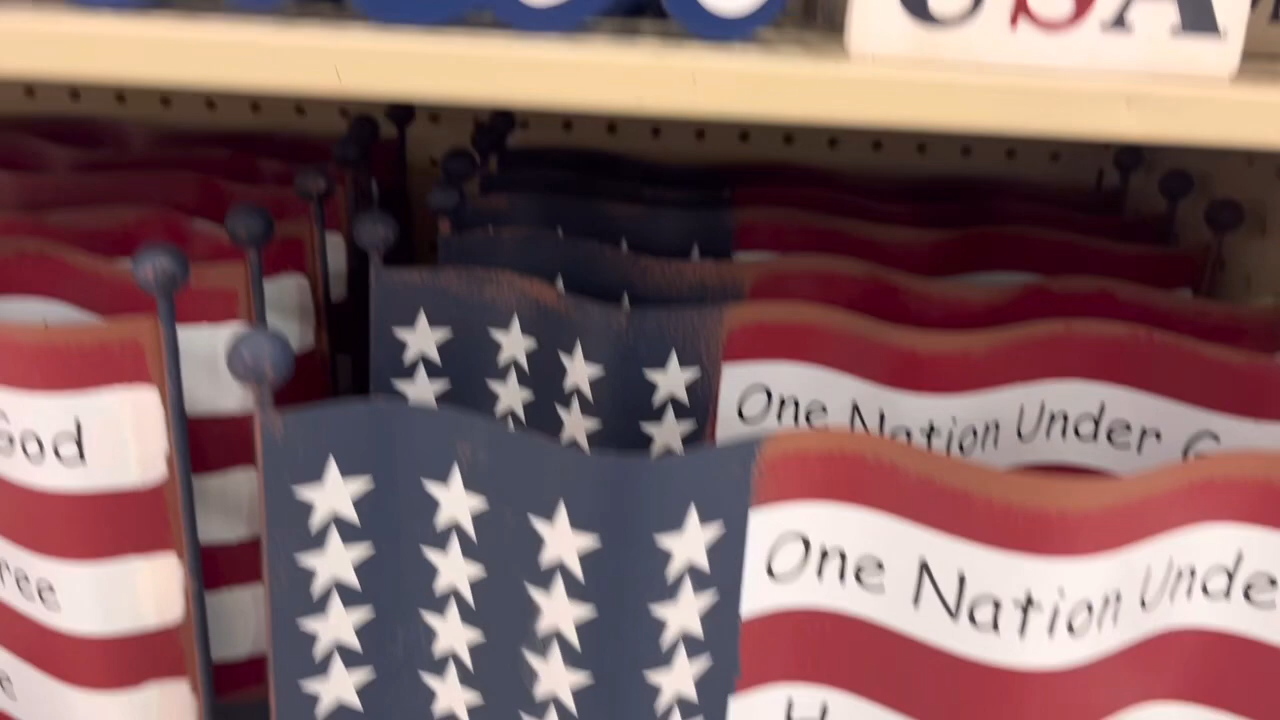 USA
One Nation Under G
God
One Nation Unde
ree
e
H